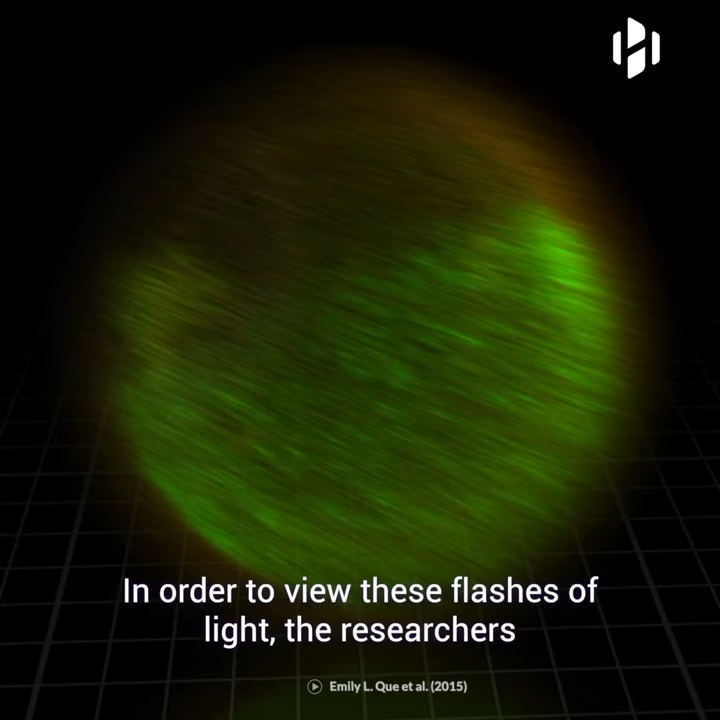 In order to view these flashes of
light, the researchers
Emily L. Que et al. (2015)